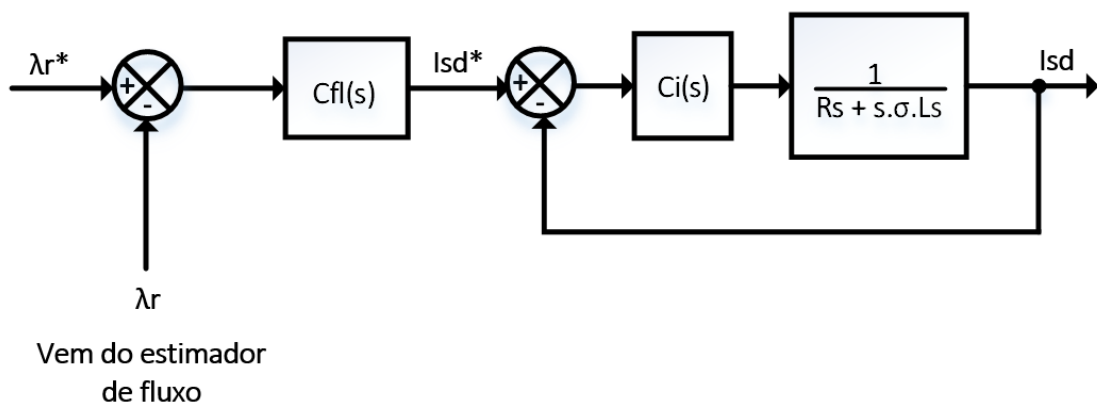 λr*
+
-
Cfl(s)
Isd*
+
-
Ci(s)
1
Rs + s.σ.Ls
Isd
λr
Vem do estimador
de fluxo